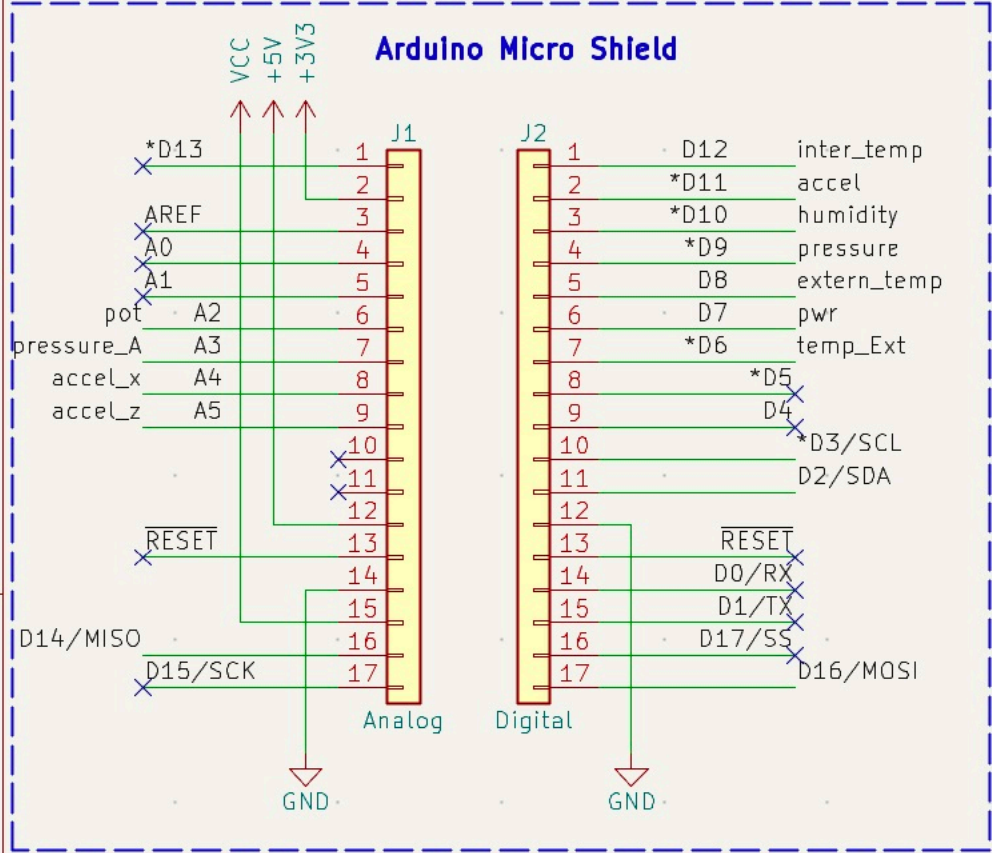 Arduino Micro Shield
VCC
+5V
+3V3
J1
J2
*D13 1
2
AREF 3
A0 4
A1 5
pot A2 6
pressure_A A3 7
accel_x A4 8
accel_z A5 9
10
11
12
RESET 13
14
15
D14/MISO 16
D15/SCK 17
Analog
GND
1 D12 inter_temp
2 *D11 accel
3 *D10 humidity
4 *D9 pressure
5 D8 extern_temp
6 D7 pwr
7 *D6 temp_Ext
8 *D5
9 D4
10 *D3/SCL
11 D2/SDA
12
13 RESET
14 D0/RX
15 D1/TX
16 D17/SS
17 D16/MOSI
Digital
GND